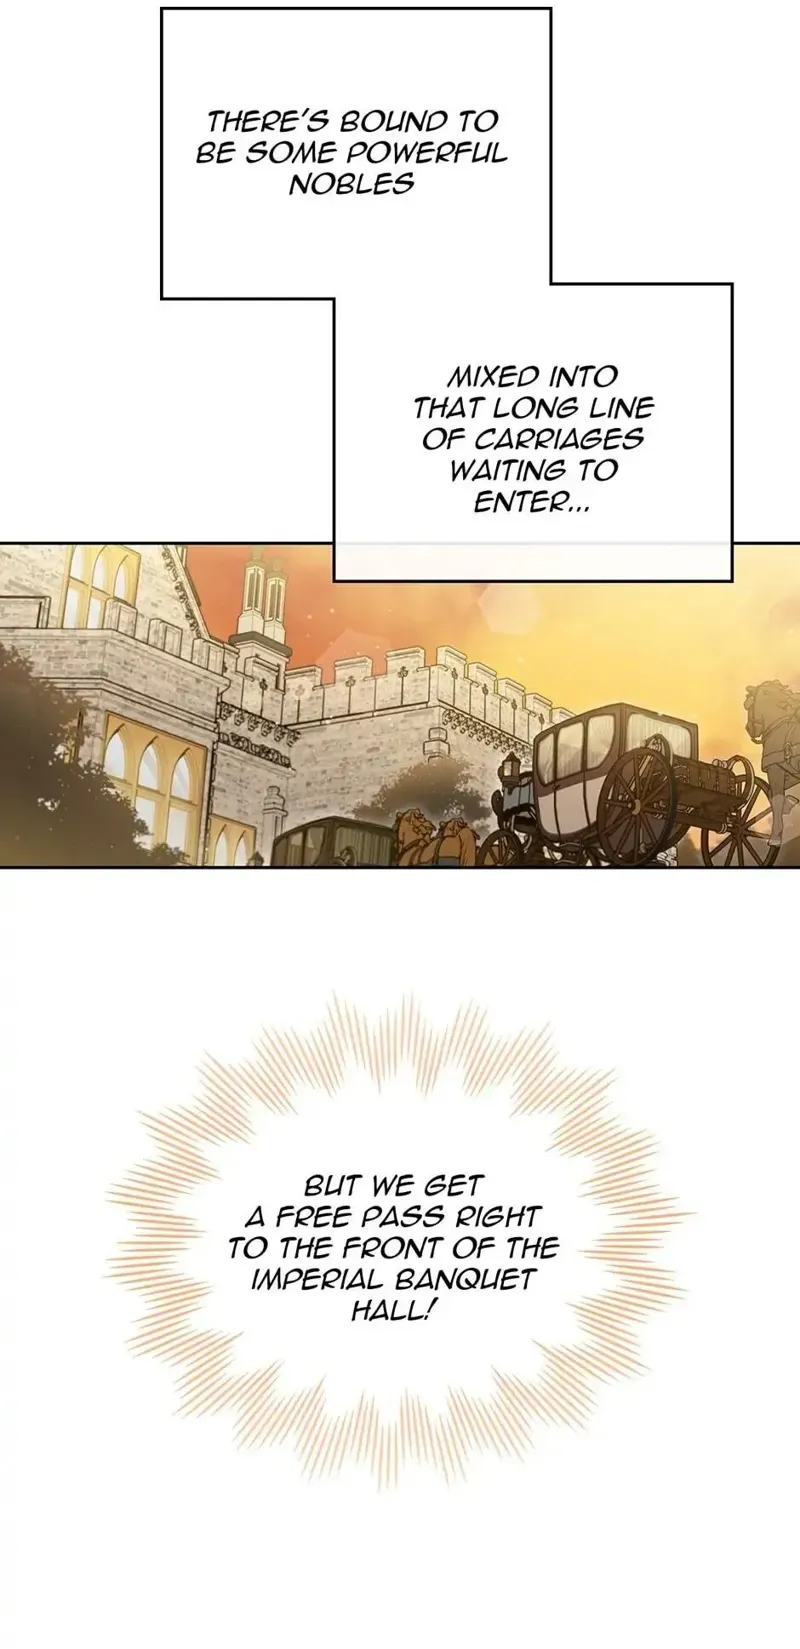 THERE'S BOUND TO
BE SOME POWERFUL
NOBLES
MIXED INTO
THAT LONG LINE
OF CARRIAGES
WAITING TO
ENTER...
BUT WE GET
A FREE PASS RIGHT
TO THE FRONT OF THE
IMPERIAL BANQUET
HALL!